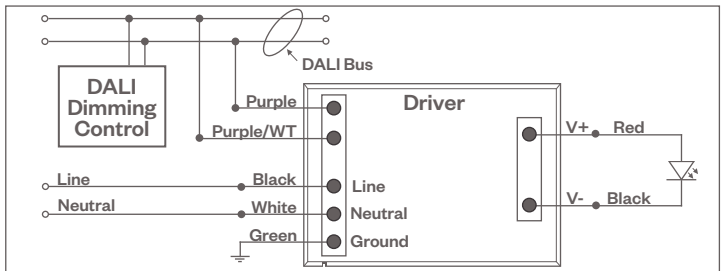 DALI Bus
DALI
Dimming
Control
Driver
Purple
Purple/WT
V+ Red
Line Black Line
V- Black
Neutral White Neutral
Green Ground